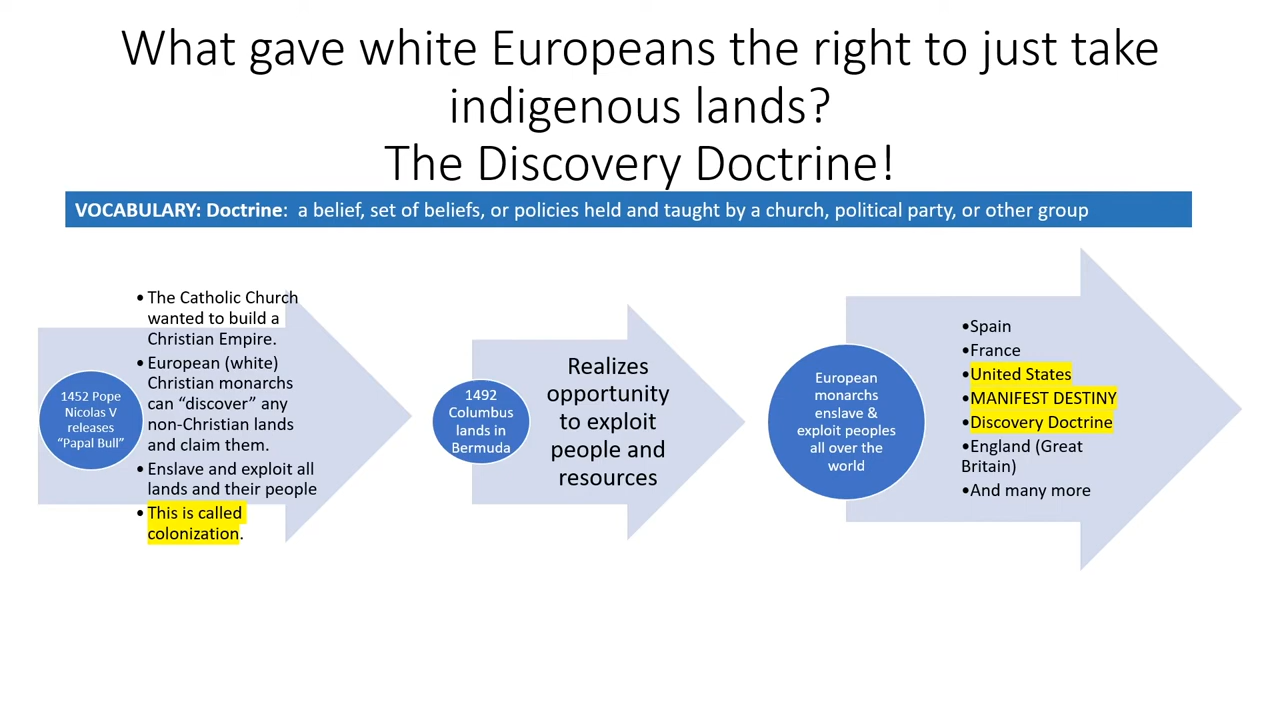 What gave white Europeans the right to just take
indigenous lands?
The Discovery Doctrine!
VOCABULARY: Doctrine: a belief, set of beliefs, or policies held and taught by a church, political party, or other group
1452 Pope
Nicolas V
releases
“Papal Bull”
•The Catholic Church
wanted to build a
Christian Empire.
•European (white)
Christian monarchs
can “discover” any
non-Christian lands
and claim them.
•Enslave and exploit all
lands and their people
•This is called
colonization.
1492
Columbus
lands in
Bermuda
Realizes
opportunity
to exploit
people and
resources
European
monarchs
enslave &
exploit peoples
all over the
world
•Spain
•France
•United States
•MANIFEST DESTINY
•Discovery Doctrine
•England (Great
Britain)
•And many more